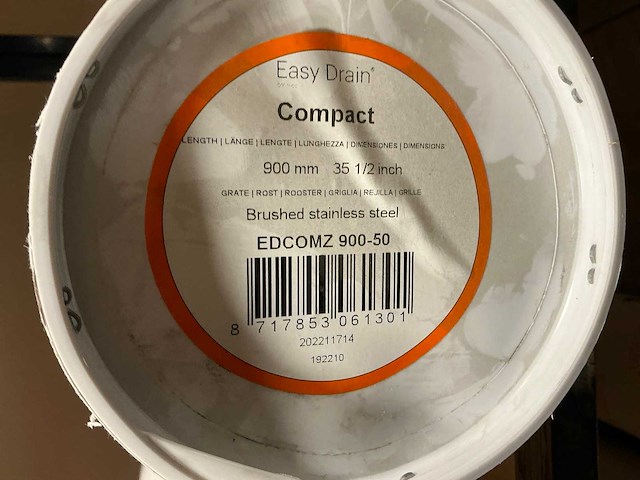 Easy Drain®
Compact
LENGTH | LÄNGE | LENGTE | LUNGHEZZA | DIMENSIONES | DIMENSIONS
900 mm 35 1/2 inch
GRATE | ROST | ROOSTER | GRIGLIA | REJILLA | GRILLE
Brushed stainless steel
EDCOMZ 900-50
8 717853 061301
202211714
192210